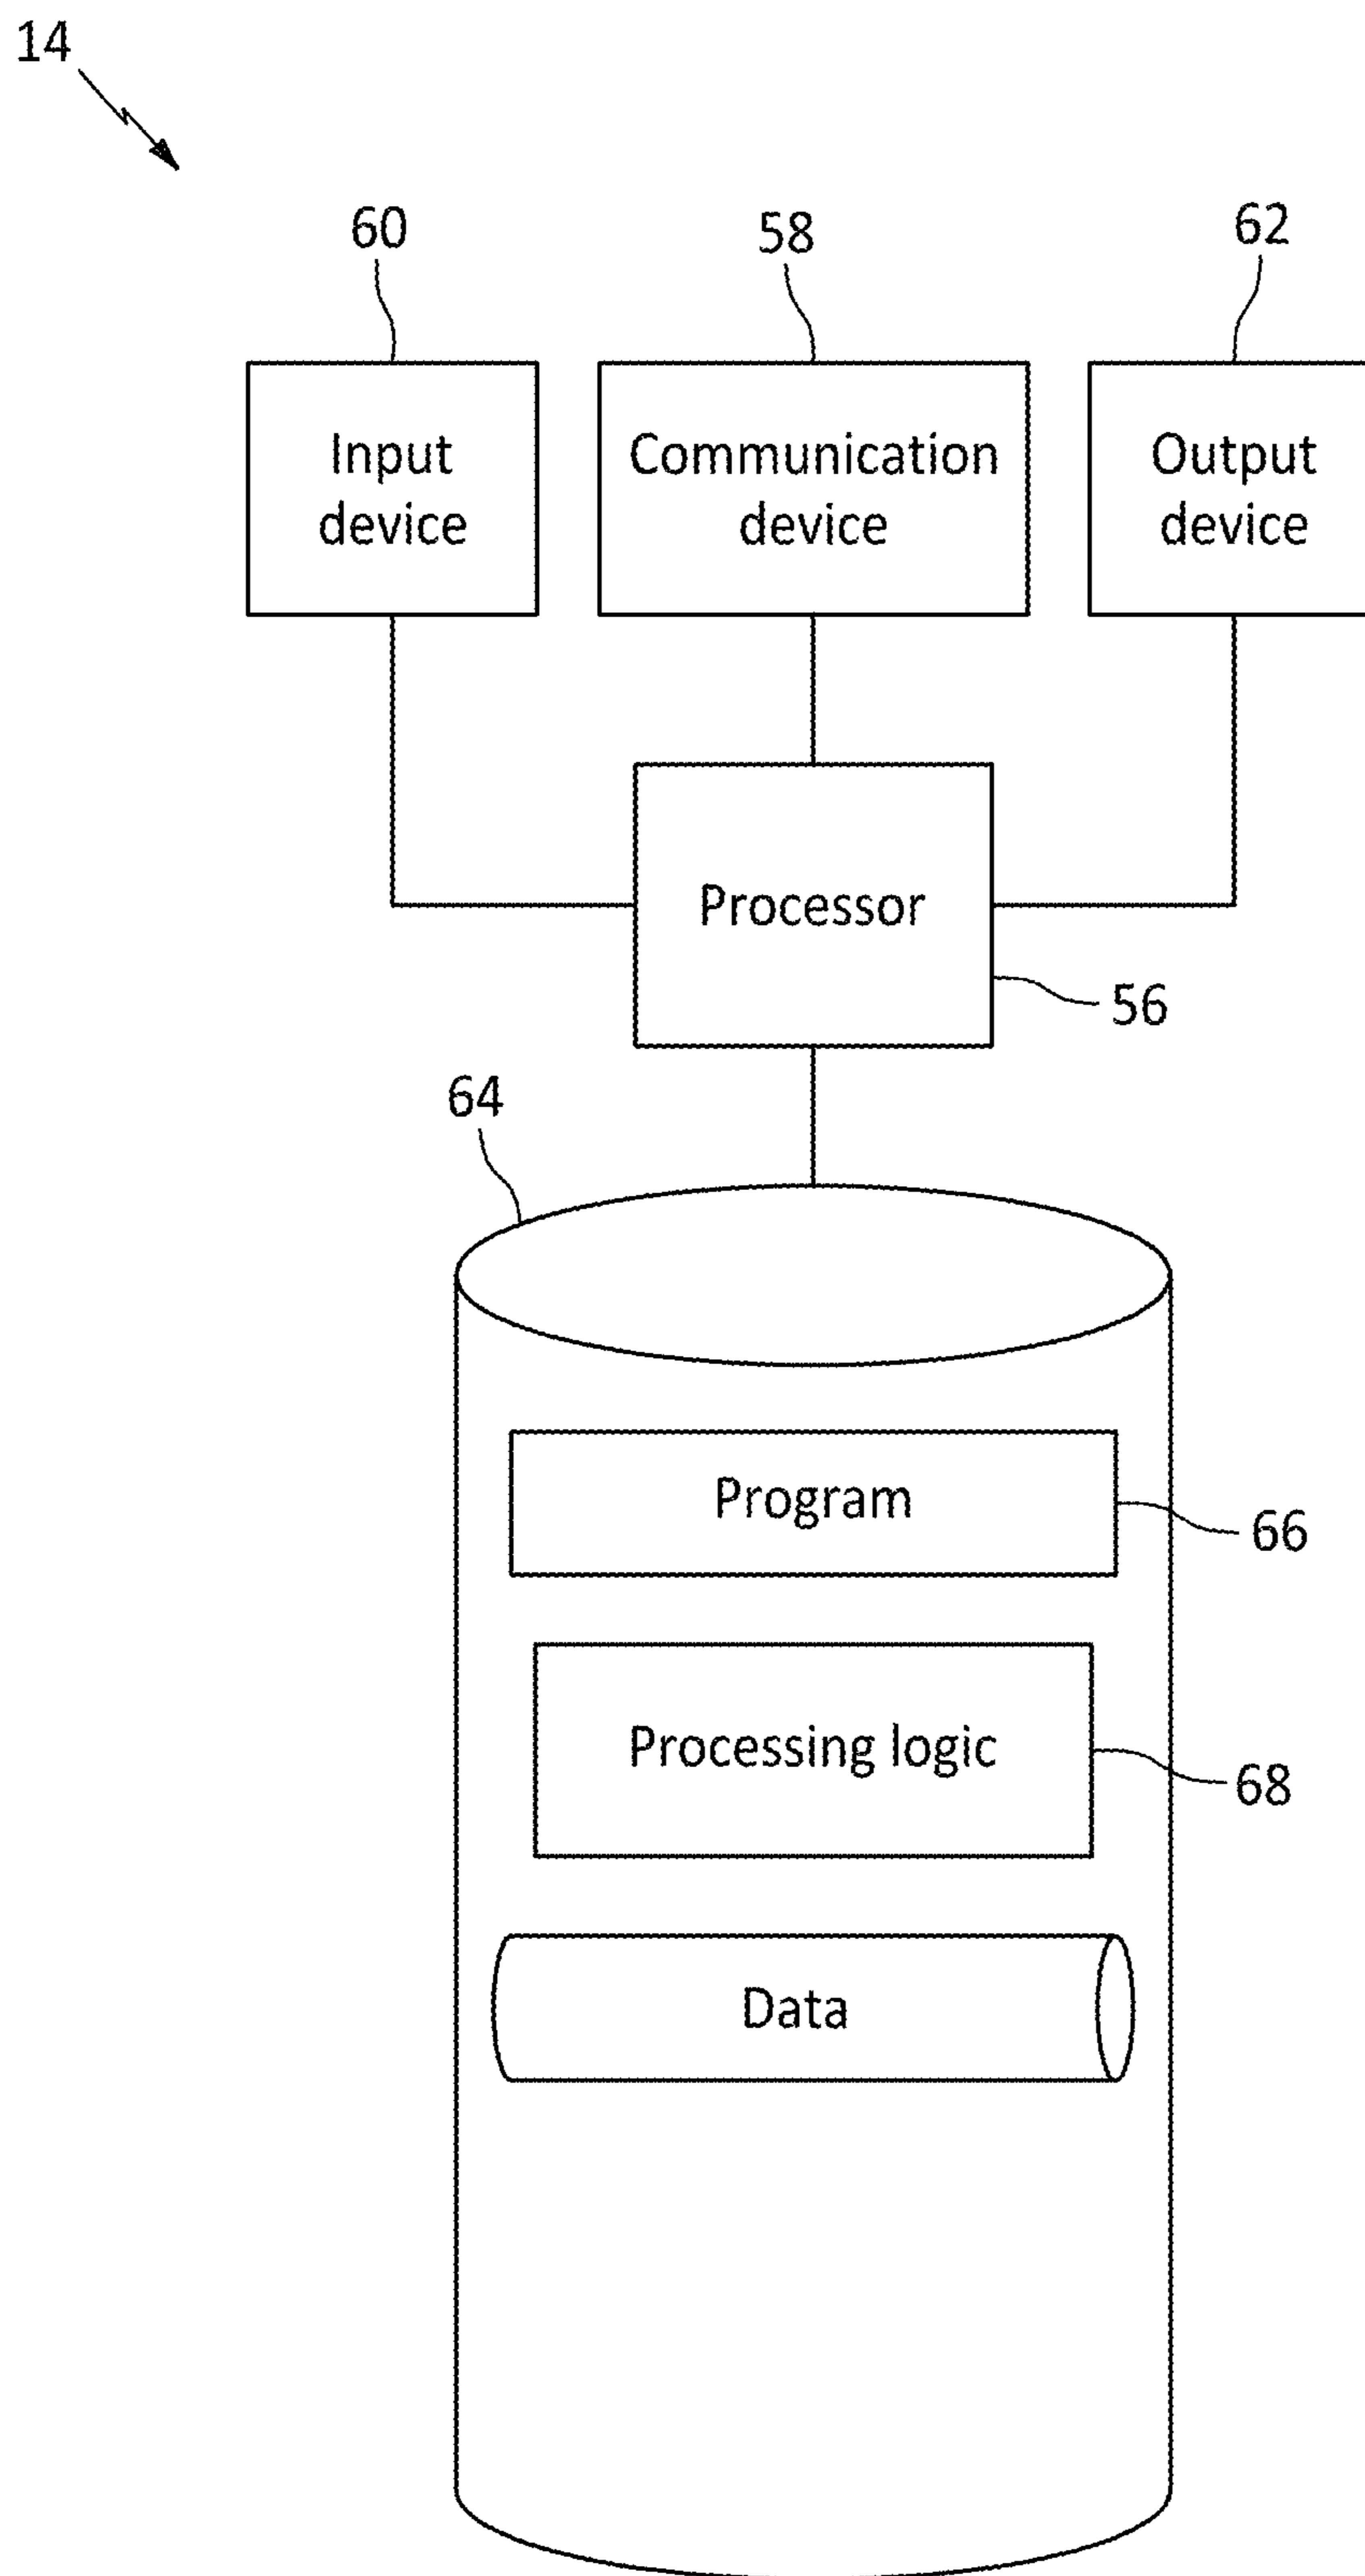 14
60
58
62
Input
device
Communication
device
Output
device
Processor
56
64
Program
66
Processing logic
68
Data